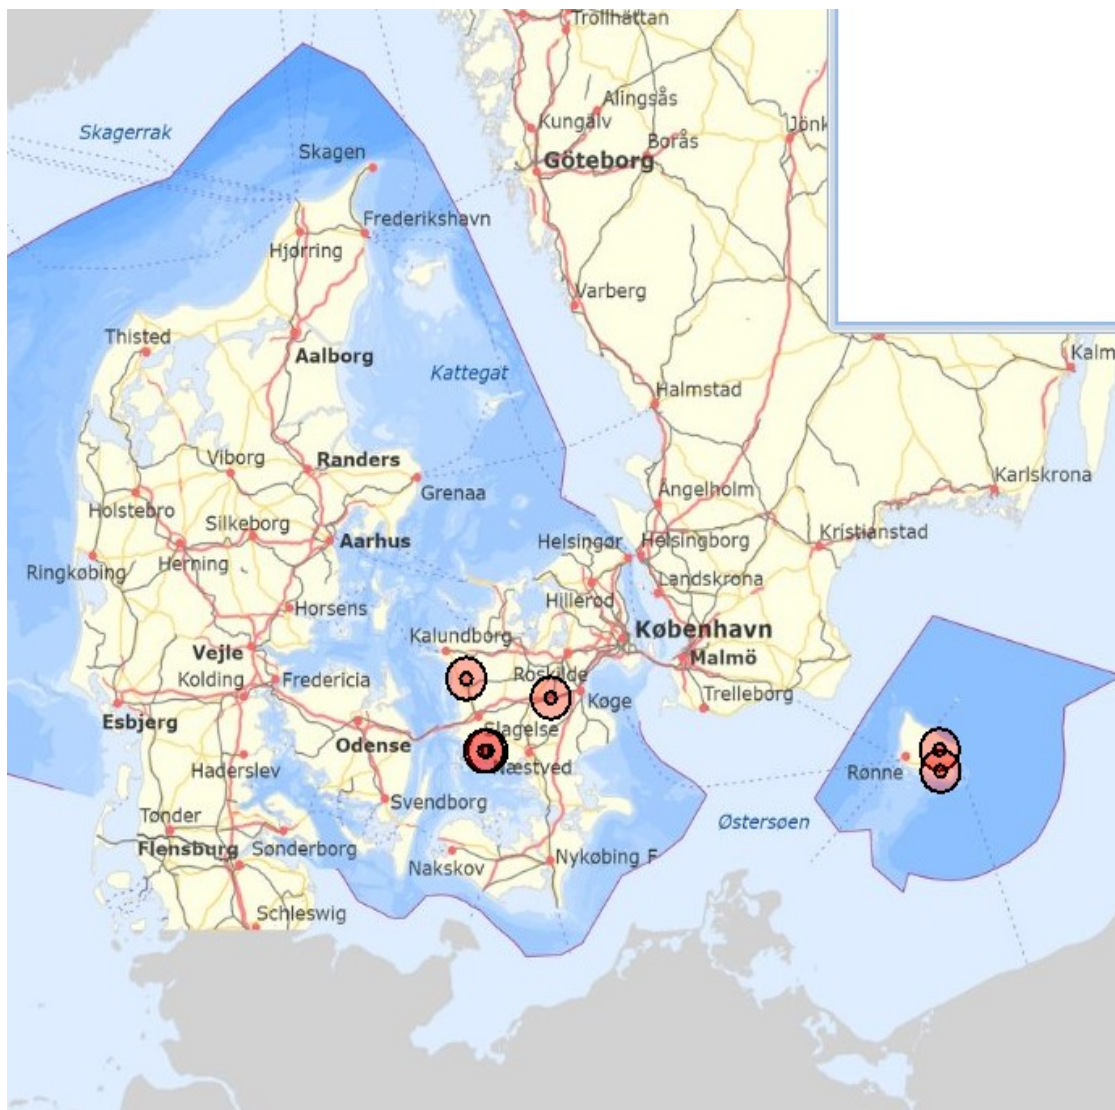 Trollhättan
Alingsås
Kungälv
Borås
Jönk
Göteborg
Skagerrak
Skagen
Frederikshavn
Hjørring
Varberg
Thisted
Aalborg
Kattegat
Kalm
Halmstad
Viborg
Randers
Grenaa
Karlskrona
Ängelholm
Holstebro
Silkeborg
Aarhus
Kristianstad
Helsingør
Helsingborg
Ringkøbing
Herning
Landskrona
Hillerød
Horsens
Kalundborg
København
Vejle
Malmö
Roskilde
Kolding
Fredericia
Køge
Trelleborg
Esbjerg
Slagelse
Odense
Haderslev
Næstved
Rønne
Svendborg
Tønder
Østersøen
Flensburg
Sønderborg
Nakskov
Nykøbing F
Schleswig